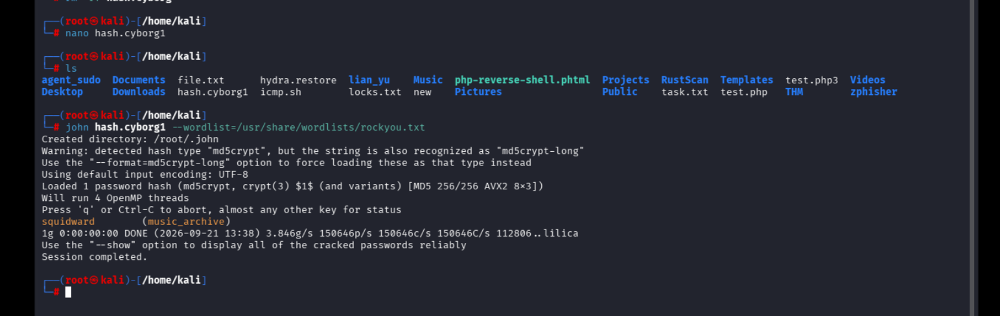 ┌──(root㉿kali)-[/home/kali]
└─# nano hash.cyborg1
┌──(root㉿kali)-[/home/kali]
└─# ls
agent_sudo  Documents  file.txt      hydra.restore  lian_yu    Music  php-reverse-shell.phtml  Projects  RustScan  Templates  test.php3  Videos
Desktop     Downloads  hash.cyborg1  icmp.sh        locks.txt  new    Pictures                 Public    task.txt  test.php   THM        zphisher
┌──(root㉿kali)-[/home/kali]
└─# john hash.cyborg1 --wordlist=/usr/share/wordlists/rockyou.txt
Created directory: /root/.john
Warning: detected hash type "md5crypt", but the string is also recognized as "md5crypt-long"
Use the "--format=md5crypt-long" option to force loading these as that type instead
Using default input encoding: UTF-8
Loaded 1 password hash (md5crypt, crypt(3) $1$ (and variants) [MD5 256/256 AVX2 8×3])
Will run 4 OpenMP threads
Press 'q' or Ctrl-C to abort, almost any other key for status
squidward        (music_archive)
1g 0:00:00:00 DONE (2026-09-21 13:38) 3.846g/s 150646p/s 150646c/s 150646C/s 112806..lilica
Use the "--show" option to display all of the cracked passwords reliably
Session completed.
┌──(root㉿kali)-[/home/kali]
└─#